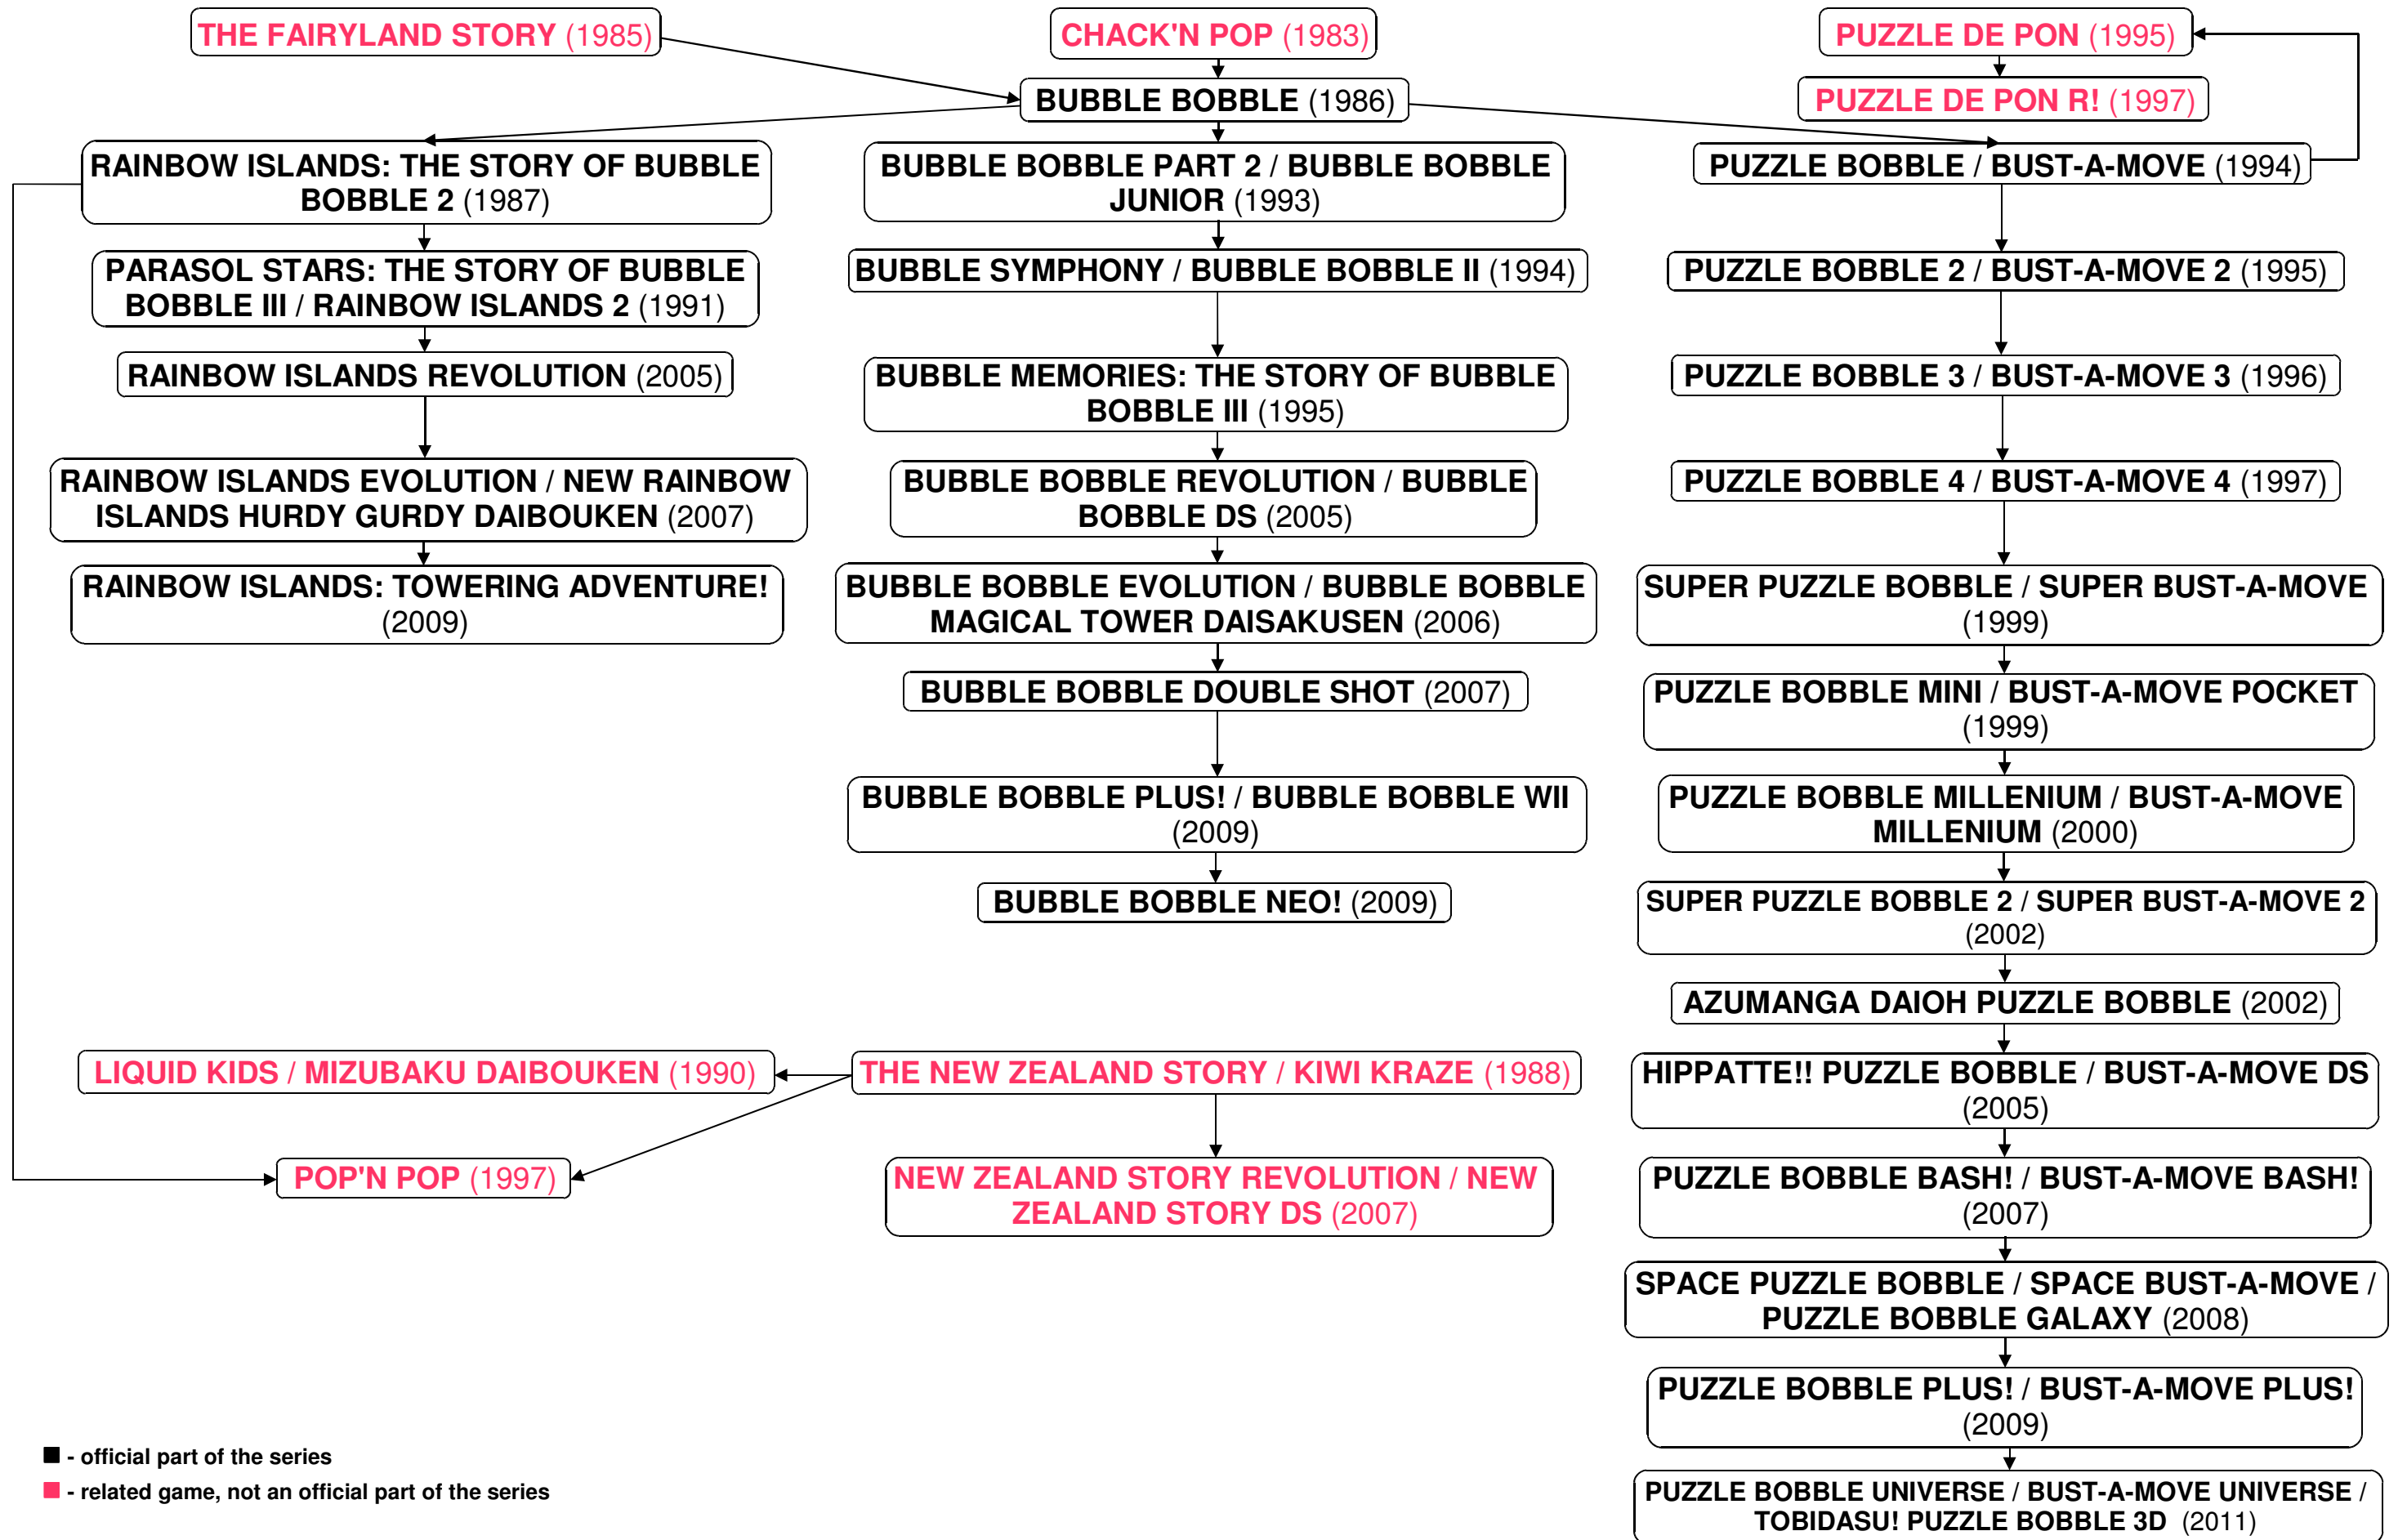 THE FAIRYLAND STORY (1985)
CHACK'N POP (1983)
PUZZLE DE PON (1995)
BUBBLE BOBBLE (1986)
PUZZLE DE PON R! (1997)
RAINBOW ISLANDS: THE STORY OF BUBBLE
BOBBLE 2 (1987)
BUBBLE BOBBLE PART 2 / BUBBLE BOBBLE
JUNIOR (1993)
PUZZLE BOBBLE / BUST-A-MOVE (1994)
PARASOL STARS: THE STORY OF BUBBLE
BOBBLE III / RAINBOW ISLANDS 2 (1991)
BUBBLE SYMPHONY / BUBBLE BOBBLE II (1994)
PUZZLE BOBBLE 2 / BUST-A-MOVE 2 (1995)
RAINBOW ISLANDS REVOLUTION (2005)
BUBBLE MEMORIES: THE STORY OF BUBBLE
BOBBLE III (1995)
PUZZLE BOBBLE 3 / BUST-A-MOVE 3 (1996)
RAINBOW ISLANDS EVOLUTION / NEW RAINBOW
ISLANDS HURDY GURDY DAIBOUKEN (2007)
BUBBLE BOBBLE REVOLUTION / BUBBLE
BOBBLE DS (2005)
PUZZLE BOBBLE 4 / BUST-A-MOVE 4 (1997)
RAINBOW ISLANDS: TOWERING ADVENTURE!
(2009)
BUBBLE BOBBLE EVOLUTION / BUBBLE BOBBLE
MAGICAL TOWER DAISAKUSEN (2006)
SUPER PUZZLE BOBBLE / SUPER BUST-A-MOVE
(1999)
BUBBLE BOBBLE DOUBLE SHOT (2007)
PUZZLE BOBBLE MINI / BUST-A-MOVE POCKET
(1999)
BUBBLE BOBBLE PLUS! / BUBBLE BOBBLE WII
(2009)
PUZZLE BOBBLE MILLENIUM / BUST-A-MOVE
MILLENIUM (2000)
BUBBLE BOBBLE NEO! (2009)
SUPER PUZZLE BOBBLE 2 / SUPER BUST-A-MOVE 2
(2002)
AZUMANGA DAIOH PUZZLE BOBBLE (2002)
LIQUID KIDS / MIZUBAKU DAIBOUKEN (1990)
THE NEW ZEALAND STORY / KIWI KRAZE (1988)
HIPPATTE!! PUZZLE BOBBLE / BUST-A-MOVE DS
(2005)
POP'N POP (1997)
NEW ZEALAND STORY REVOLUTION / NEW
ZEALAND STORY DS (2007)
PUZZLE BOBBLE BASH! / BUST-A-MOVE BASH!
(2007)
SPACE PUZZLE BOBBLE / SPACE BUST-A-MOVE /
PUZZLE BOBBLE GALAXY (2008)
PUZZLE BOBBLE PLUS! / BUST-A-MOVE PLUS!
(2009)
- official part of the series
- related game, not an official part of the series
PUZZLE BOBBLE UNIVERSE / BUST-A-MOVE UNIVERSE /
TOBIDASU! PUZZLE BOBBLE 3D (2011)